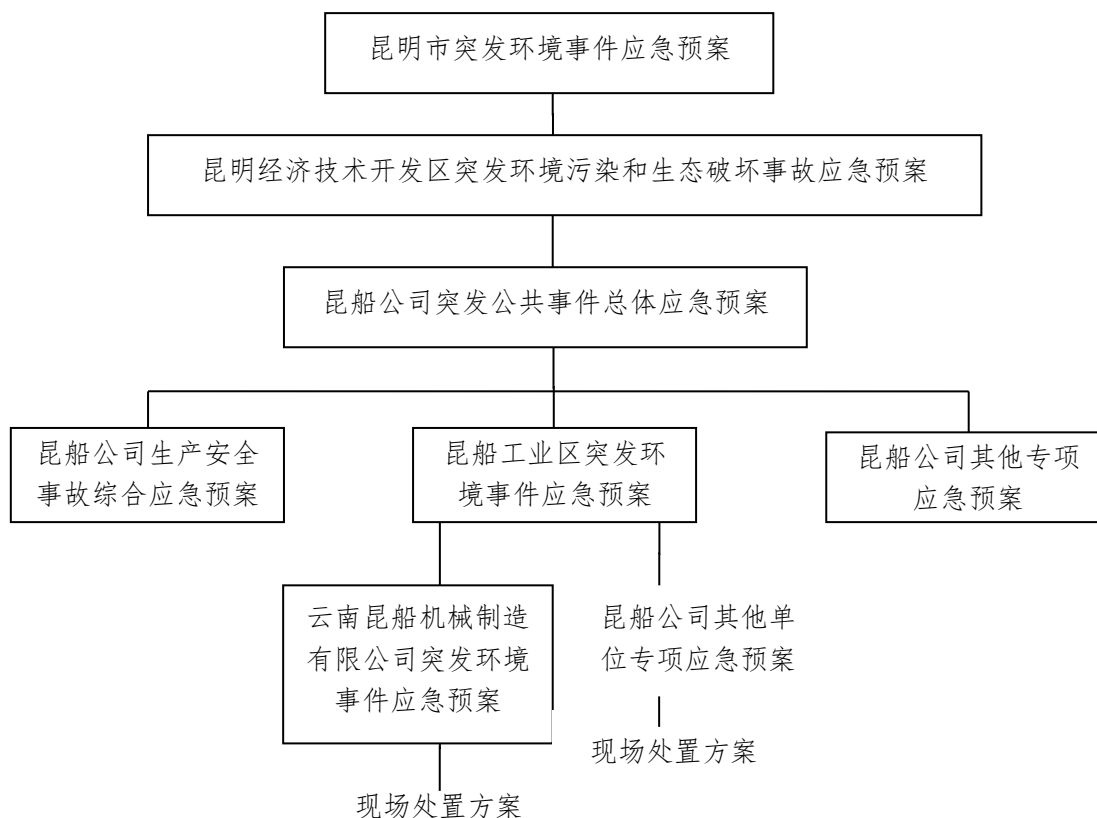 昆明市突发环境事件应急预案
昆明经济技术开发区突发环境污染和生态破坏事故应急预案
昆船公司突发公共事件总体应急预案
昆船公司生产安全
事故综合应急预案
昆船工业区突发环
境事件应急预案
昆船公司其他专项
应急预案
云南昆船机械制造
有限公司突发环境
事件应急预案
昆船公司其他单
位专项应急预案
现场处置方案
现场处置方案